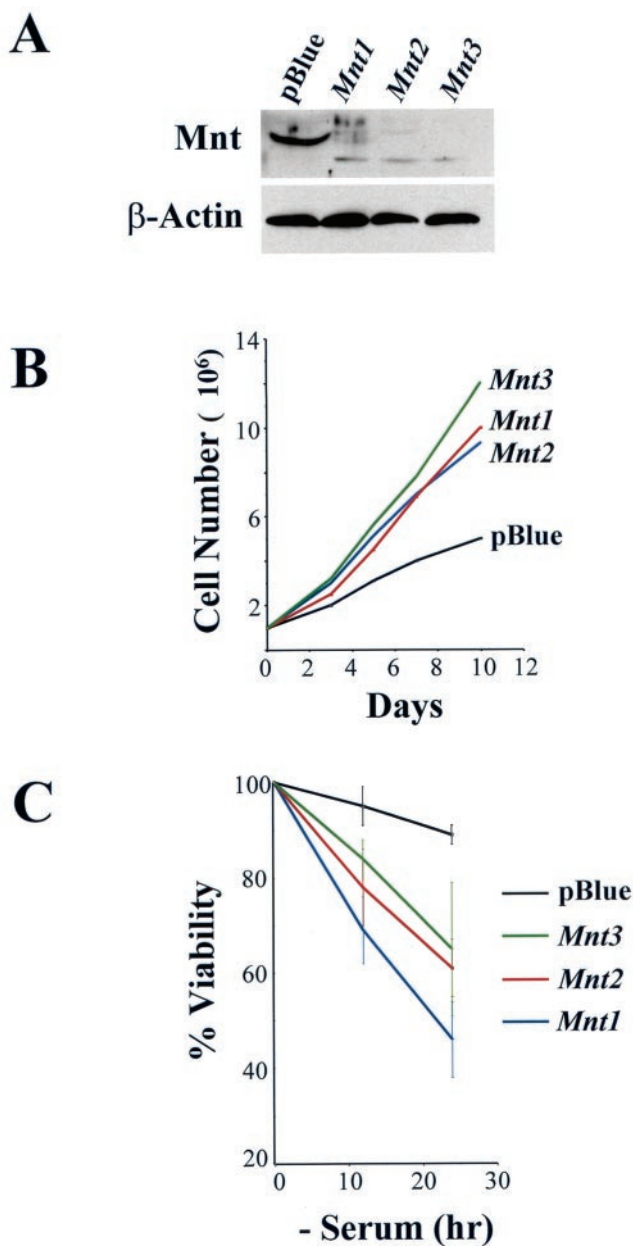 A
pBlue Mnt1 Mnt2 Mnt3
Mnt
β-Actin
B
Cell Number ( 10⁶)
14
10
6
2
0 2 4 6 8 10 12
Days
Mnt3
Mnt1
Mnt2
pBlue
C
% Viability
100
80
60
40
20
0 10 20 30
- Serum (hr)
pBlue
Mnt3
Mnt2
Mnt1